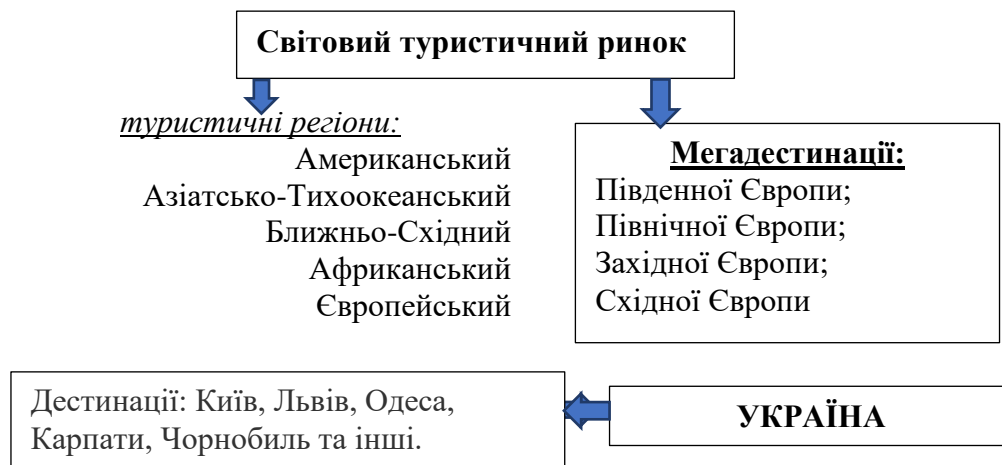 Світовий туристичний ринок
туристичні регіони:
Американський
Азіатсько-Тихоокеанський
Ближньо-Східний
Африканський
Європейський
Мегадестинації:
Південної Європи;
Північної Європи;
Західної Європи;
Східної Європи
Дестинації: Київ, Львів, Одеса,
Карпати, Чорнобиль та інші.
УКРАЇНА